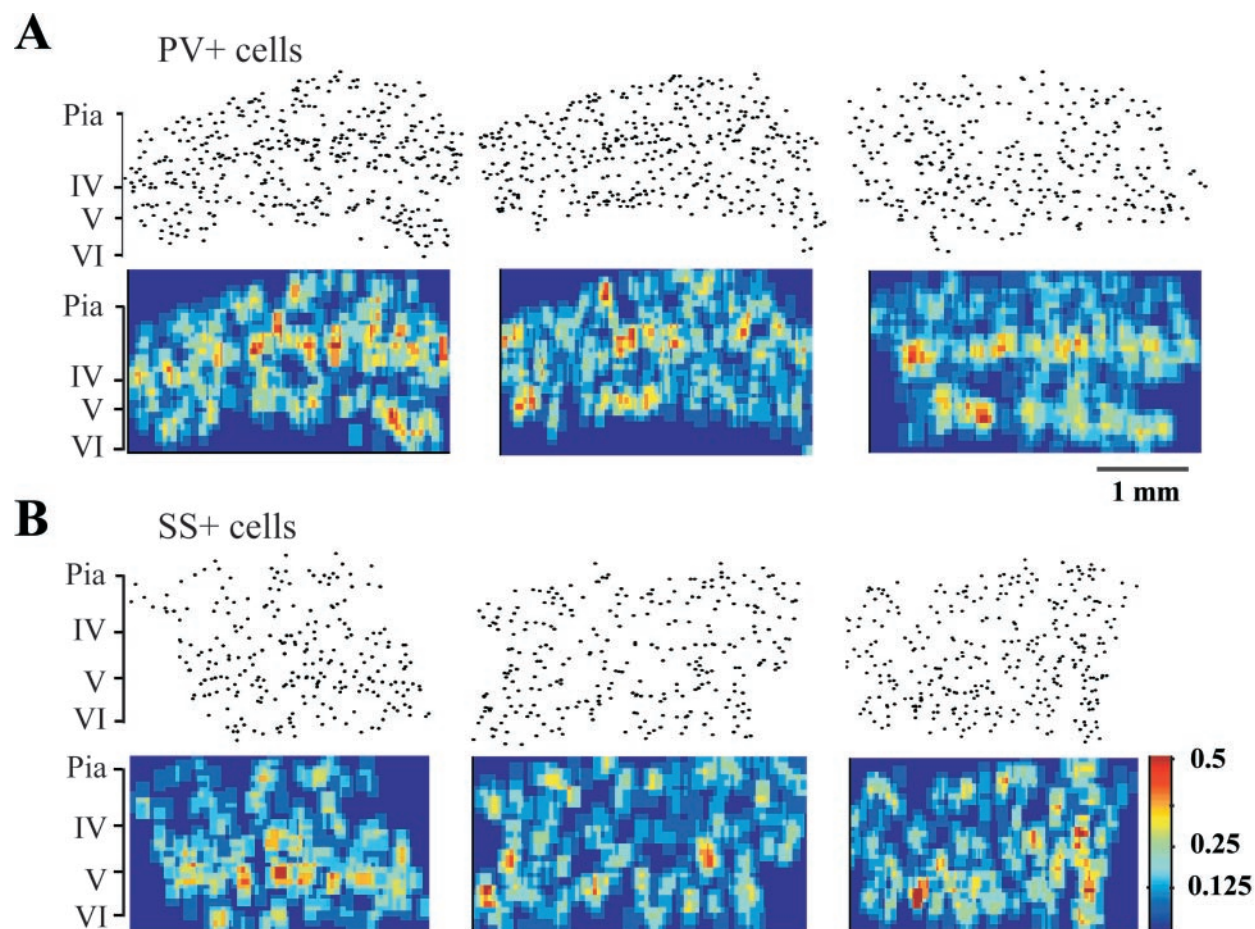 A
PV+ cells
Pia
IV
V
VI
Pia
IV
V
VI
1 mm
B
SS+ cells
Pia
IV
V
VI
Pia
IV
V
VI
0.5
0.25
0.125